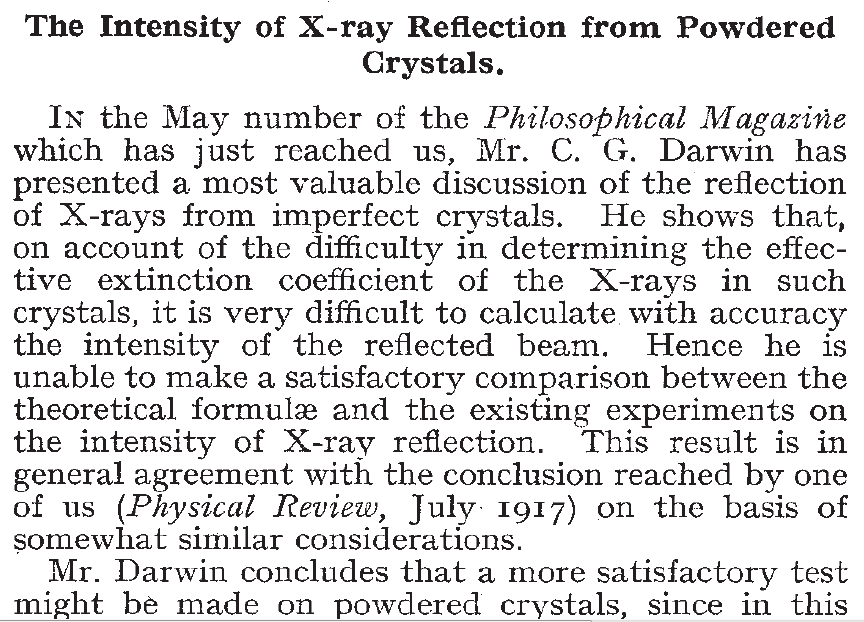 The Intensity of X-ray Reflection from Powdered
Crystals.
In the May number of the Philosophical Magazine
which has just reached us, Mr. C. G. Darwin has
presented a most valuable discussion of the reflection
of X-rays from imperfect crystals. He shows that,
on account of the difficulty in determining the effec-
tive extinction coefficient of the X-rays in such
crystals, it is very difficult to calculate with accuracy
the intensity of the reflected beam. Hence he is
unable to make a satisfactory comparison between the
theoretical formulæ and the existing experiments on
the intensity of X-ray reflection. This result is in
general agreement with the conclusion reached by one
of us (Physical Review, July 1917) on the basis of
somewhat similar considerations.
Mr. Darwin concludes that a more satisfactory test
might be made on powdered crystals, since in this